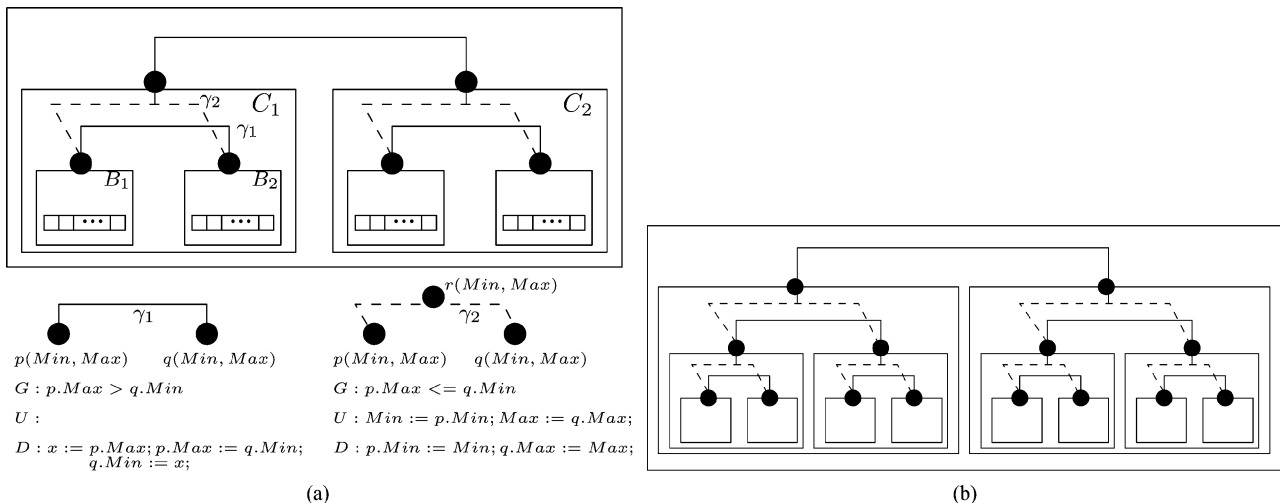 C₁
γ₂
γ₁
B₁
B₂
C₂
γ₁
p(Min, Max)
q(Min, Max)
G : p.Max > q.Min
U :
D : x := p.Max; p.Max := q.Min;
q.Min := x;
r(Min, Max)
γ₂
p(Min, Max)
q(Min, Max)
G : p.Max <= q.Min
U : Min := p.Min; Max := q.Max;
D : p.Min := Min; q.Max := Max;
(a)
(b)